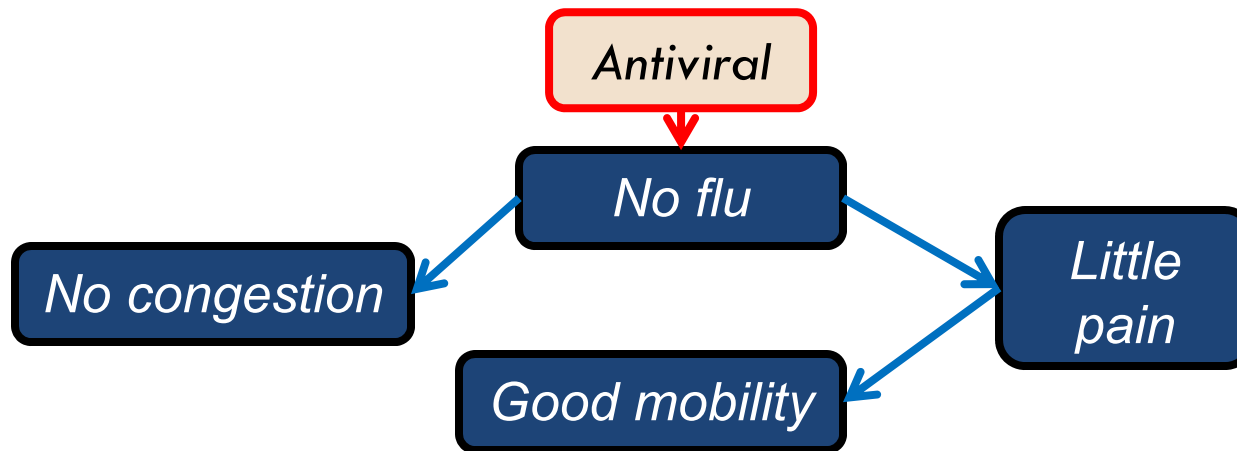 Antiviral
No flu
No congestion
Little
pain
Good mobility